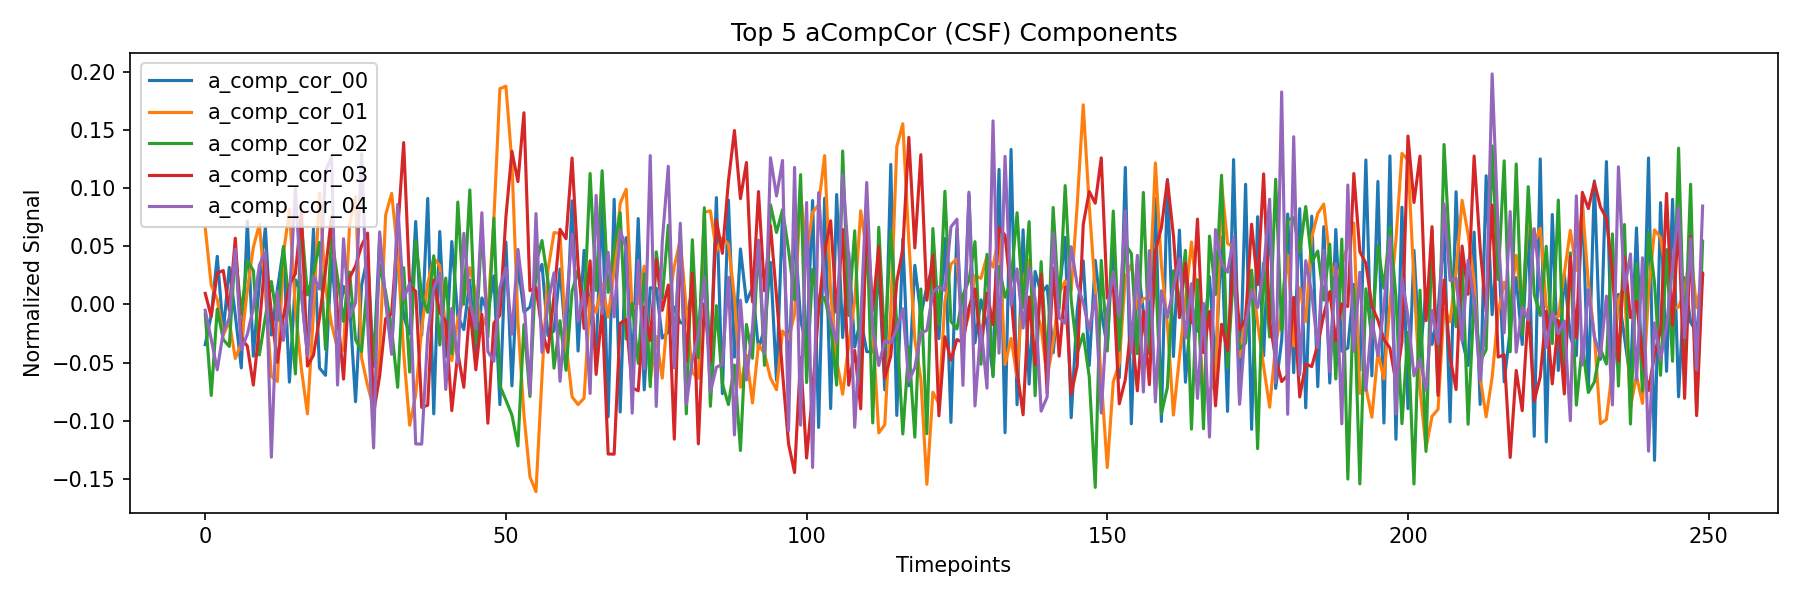 Top 5 aCompCor (CSF) Components
a_comp_cor_00
a_comp_cor_01
a_comp_cor_02
a_comp_cor_03
a_comp_cor_04
Normalized Signal
0.20
0.15
0.10
0.05
0.00
−0.05
−0.10
−0.15
0 50 100 150 200 250
Timepoints